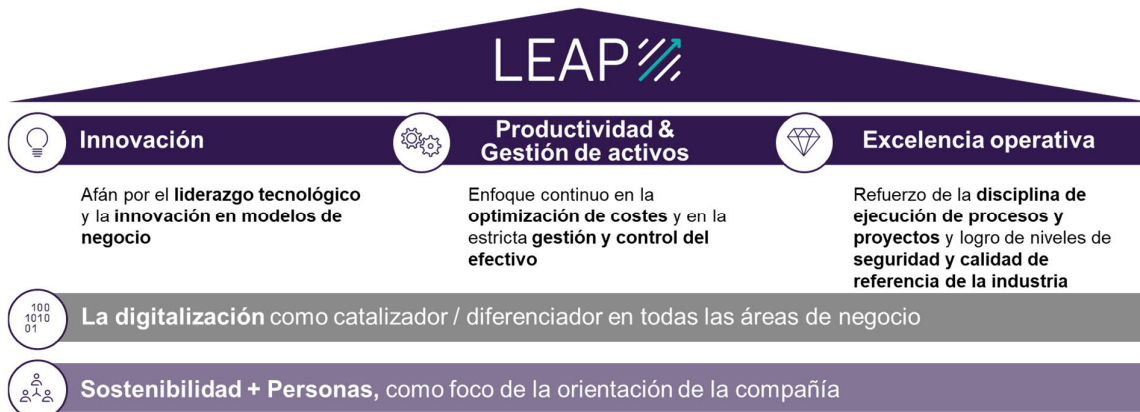 LEAP
Innovación
Productividad &
Gestión de activos
Excelencia operativa
Afán por el liderazgo tecnológico
y la innovación en modelos de
negocio
Enfoque continuo en la
optimización de costes y en la
estricta gestión y control del
efectivo
Refuerzo de la disciplina de
ejecución de procesos y
proyectos y logro de niveles de
seguridad y calidad de
referencia de la industria
100
1010
01
La digitalización como catalizador / diferenciador en todas las áreas de negocio
Sostenibilidad + Personas, como foco de la orientación de la compañía